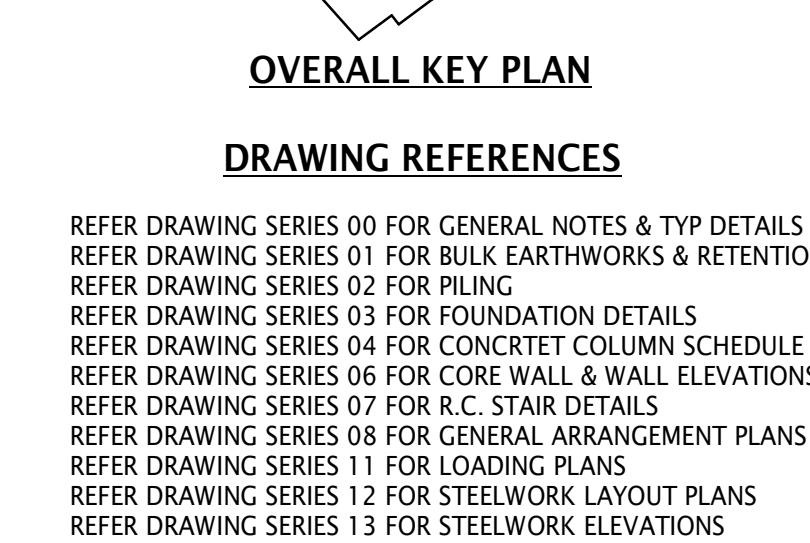 OVERALL KEY PLAN
DRAWING REFERENCES
REFER DRAWING SERIES 00 FOR GENERAL NOTES & TYP DETAILS
REFER DRAWING SERIES 01 FOR BULK EARTHWORKS & RETENTIO
REFER DRAWING SERIES 02 FOR PILING
REFER DRAWING SERIES 03 FOR FOUNDATION DETAILS
REFER DRAWING SERIES 04 FOR CONCRTET COLUMN SCHEDULE
REFER DRAWING SERIES 06 FOR CORE WALL & WALL ELEVATIONS
REFER DRAWING SERIES 07 FOR R.C. STAIR DETAILS
REFER DRAWING SERIES 08 FOR GENERAL ARRANGEMENT PLANS
REFER DRAWING SERIES 11 FOR LOADING PLANS
REFER DRAWING SERIES 12 FOR STEELWORK LAYOUT PLANS
REFER DRAWING SERIES 13 FOR STEELWORK ELEVATIONS